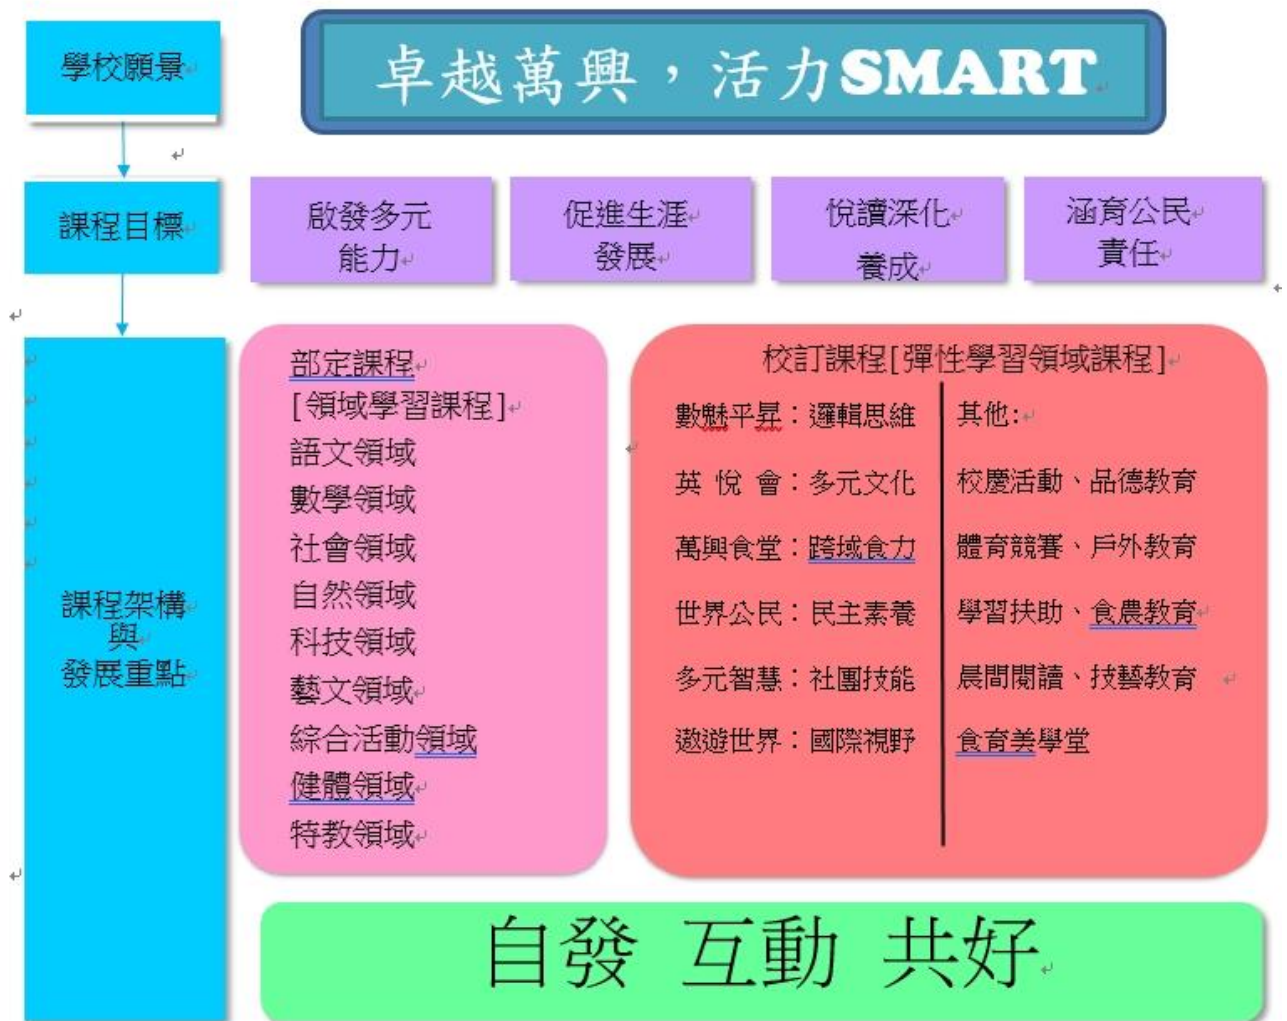 學校願景
卓越萬興，活力SMART
課程目標
啟發多元
能力
促進生涯
發展
悅讀深化
養成
涵育公民
責任
課程架構
與
發展重點
部定課程
[領域學習課程]
語文領域
數學領域
社會領域
自然領域
科技領域
藝文領域
綜合活動領域
健體領域
特教領域
校訂課程[彈性學習領域課程]
數魅平昇：邏輯思維
英悅會：多元文化
萬興食堂：跨域食力
世界公民：民主素養
多元智慧：社團技能
遨遊世界：國際視野
其他:
校慶活動、品德教育
體育競賽、戶外教育
學習扶助、食農教育
晨間閱讀、技藝教育
食育美學堂
自發 互動 共好